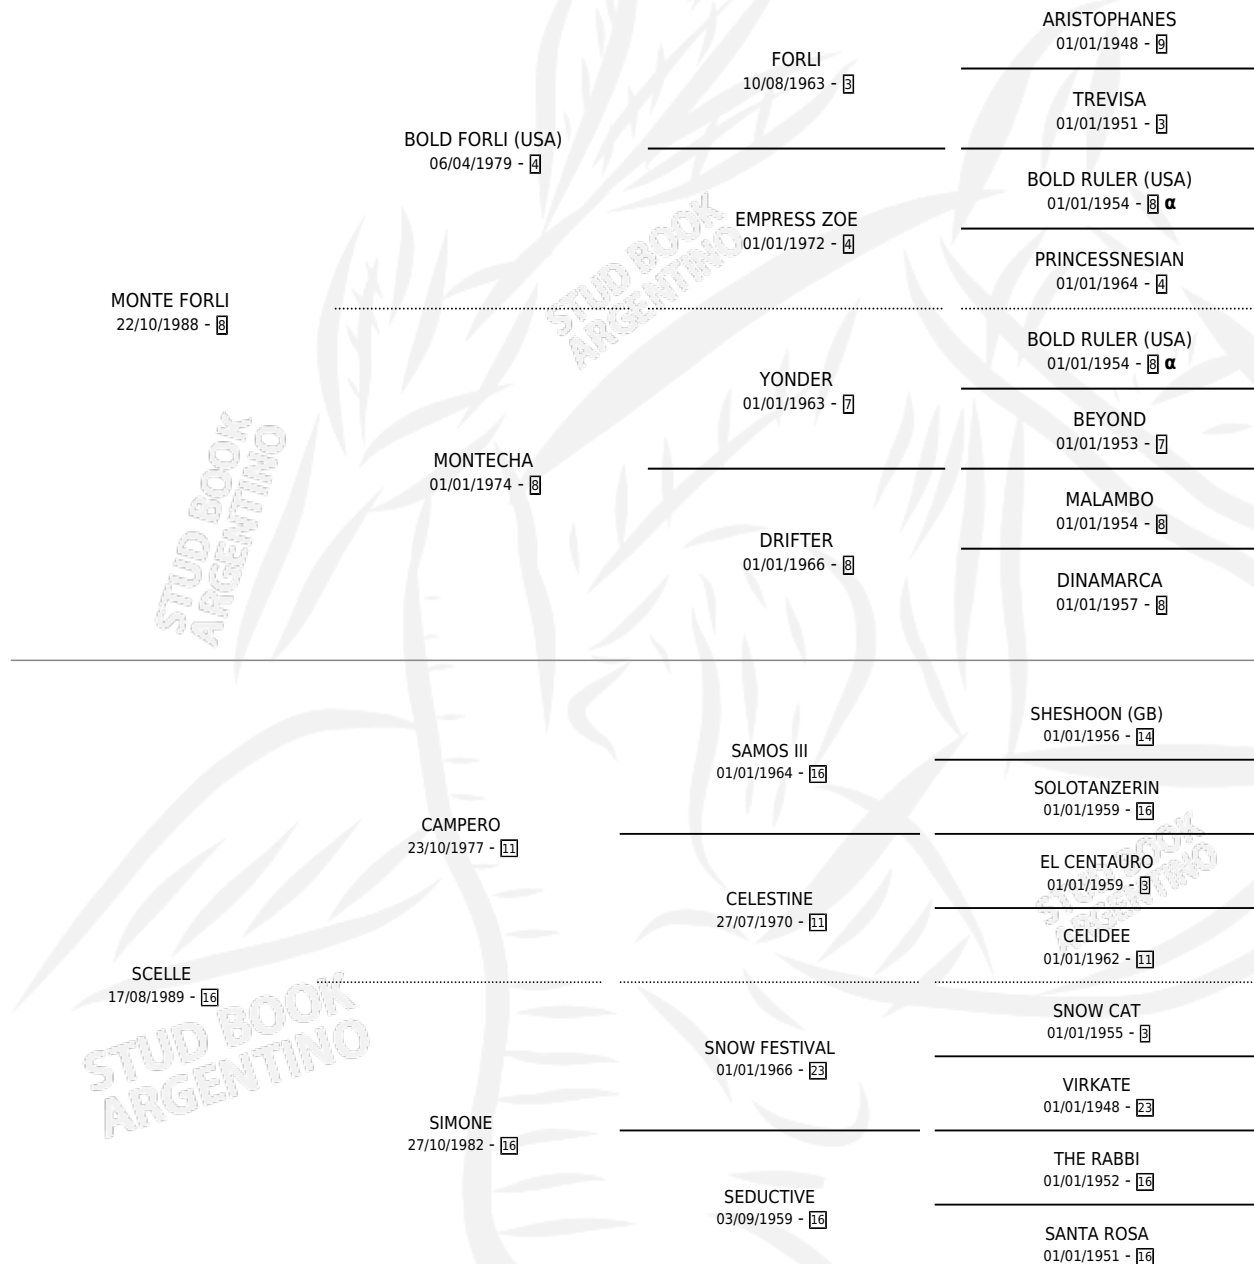 ARISTOPHANES
01/01/1948 - 9
FORLI
10/08/1963 - 3
TREVISA
01/01/1951 - 3
BOLD FORLI (USA)
06/04/1979 - 4
BOLD RULER (USA)
01/01/1954 - 8 α
EMPRESS ZOE
01/01/1972 - 4
PRINCESSNESIAN
01/01/1964 - 4
MONTE FORLI
22/10/1988 - 8
BOLD RULER (USA)
01/01/1954 - 8 α
YONDER
01/01/1963 - 7
BEYOND
01/01/1953 - 7
MONTECHA
01/01/1974 - 8
MALAMBO
01/01/1954 - 8
DRIFTER
01/01/1966 - 8
DINAMARCA
01/01/1957 - 8
SHESHOON (GB)
01/01/1956 - 14
SAMOS III
01/01/1964 - 16
SOLOTANZERIN
01/01/1959 - 16
CAMPERO
23/10/1977 - 11
EL CENTAURO
01/01/1959 - 3
CELESTINE
27/07/1970 - 11
CELIDEE
01/01/1962 - 11
SCELLE
17/08/1989 - 16
SNOW CAT
01/01/1955 - 3
SNOW FESTIVAL
01/01/1966 - 23
VIRKATE
01/01/1948 - 23
SIMONE
27/10/1982 - 16
THE RABBI
01/01/1952 - 16
SEDUCTIVE
03/09/1959 - 16
SANTA ROSA
01/01/1951 - 16
STUD BOOK
ARGENTINO
STUD BOOK
ARGENTINO
STUD BOOK
ARGENTINO
STUD BOOK
ARGENTINO